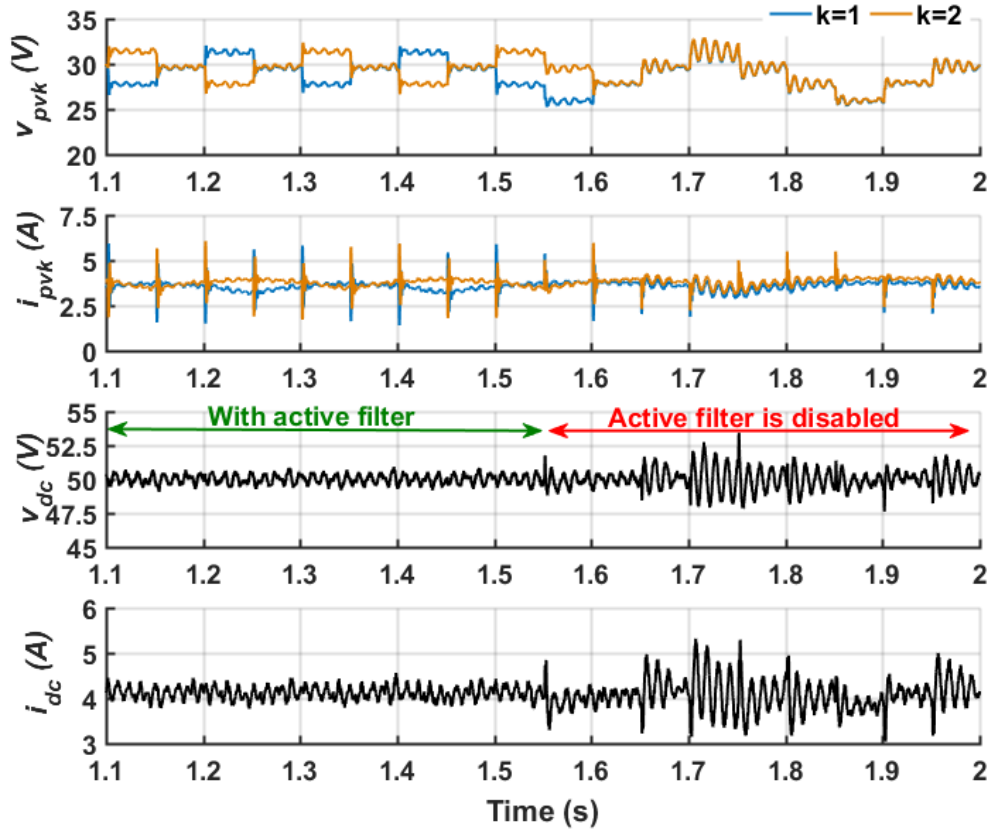 k=1 k=2
v_pvk (V)
35
30
25
20
1.1 1.2 1.3 1.4 1.5 1.6 1.7 1.8 1.9 2
i_pvk (A)
7.5
5
2.5
0
1.1 1.2 1.3 1.4 1.5 1.6 1.7 1.8 1.9 2
With active filter Active filter is disabled
v_dc (V)
55
52.5
50
47.5
45
1.1 1.2 1.3 1.4 1.5 1.6 1.7 1.8 1.9 2
i_dc (A)
6
5
4
3
1.1 1.2 1.3 1.4 1.5 1.6 1.7 1.8 1.9 2
Time (s)